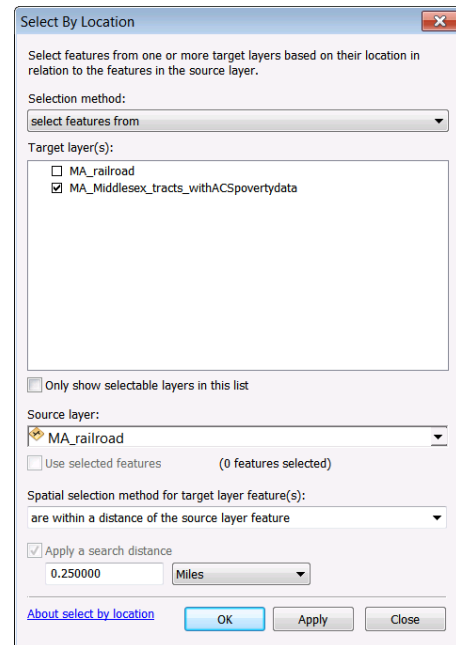 Select By Location
Select features from one or more target layers based on their location in
relation to the features in the source layer.
Selection method:
select features from
Target layer(s):
MA_railroad
MA_Middlesex_tracts_withACSpovertydata
Only show selectable layers in this list
Source layer:
MA_railroad
Use selected features (0 features selected)
Spatial selection method for target layer feature(s):
are within a distance of the source layer feature
Apply a search distance
0.250000 Miles
About select by location OK Apply Close